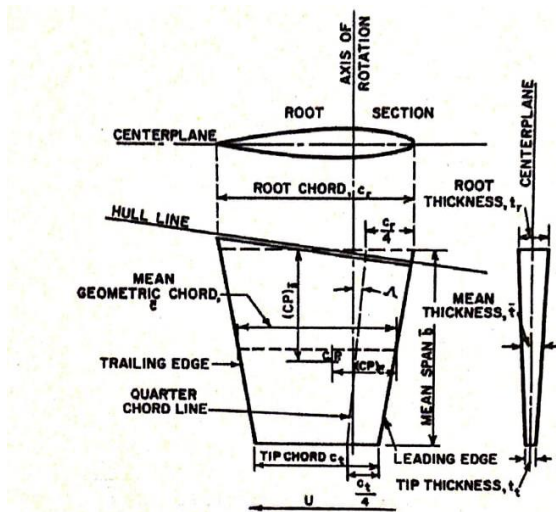 AXIS OF
ROTATION
ROOT SECTION
CENTERPLANE
CENTERPLANE
ROOT CHORD, cr
ROOT
THICKNESS, tr
HULL LINE
cr
4
MEAN
GEOMETRIC CHORD,
c̄
(CP)s̄
Λ
MEAN
THICKNESS, t̄
MEAN SPAN b̄
TRAILING EDGE
CP
(CP)c̄
QUARTER
CHORD LINE
TIP CHORD ct
LEADING EDGE
ct
4
TIP THICKNESS, tt
U